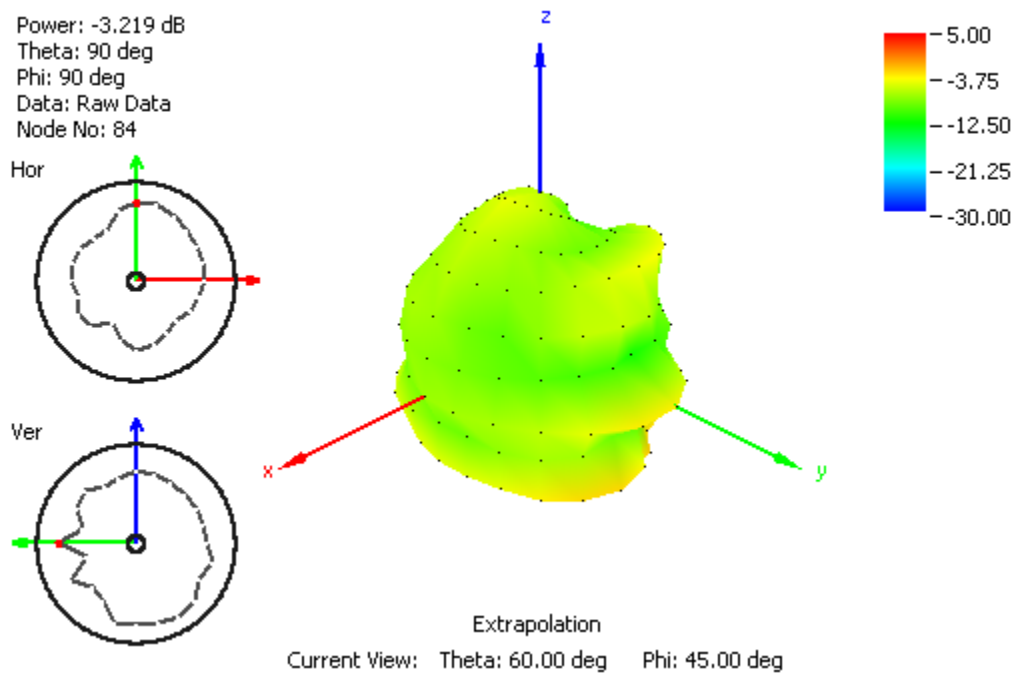 Power: -3.219 dB
Theta: 90 deg
Phi: 90 deg
Data: Raw Data
Node No: 84
Hor
Ver
z
x
y
5.00
-3.75
-12.50
-21.25
-30.00
Extrapolation
Current View: Theta: 60.00 deg Phi: 45.00 deg